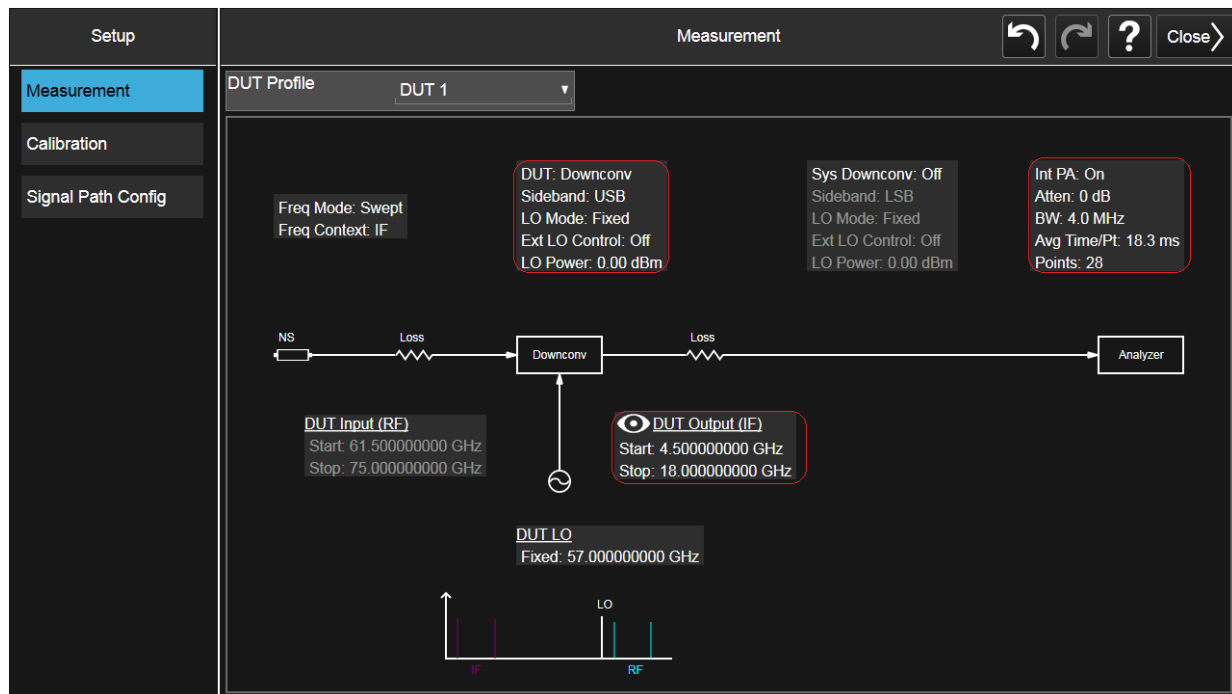 Setup
Measurement
?
Close
Measurement
Calibration
Signal Path Config
DUT Profile
DUT 1
Freq Mode: Swept
Freq Context: IF
DUT: Downconv
Sideband: USB
LO Mode: Fixed
Ext LO Control: Off
LO Power: 0.00 dBm
Sys Downconv: Off
Sideband: LSB
LO Mode: Fixed
Ext LO Control: Off
LO Power: 0.00 dBm
Int PA: On
Atten: 0 dB
BW: 4.0 MHz
Avg Time/Pt: 18.3 ms
Points: 28
NS
Loss
Downconv
Loss
Analyzer
DUT Input (RF)
Start: 61.500000000 GHz
Stop: 75.000000000 GHz
DUT Output (IF)
Start: 4.500000000 GHz
Stop: 18.000000000 GHz
DUT LO
Fixed: 57.000000000 GHz
LO
IF
RF